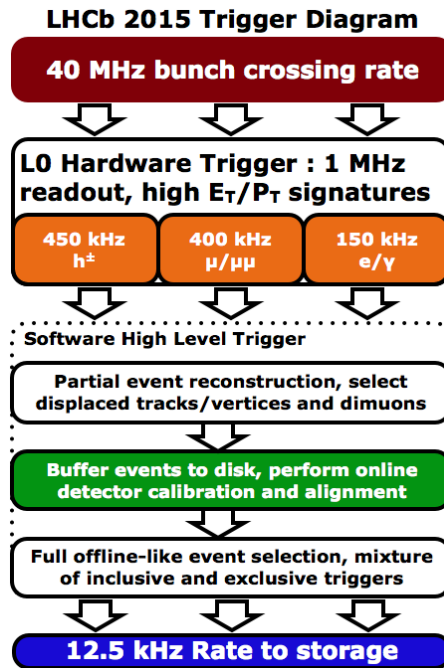 LHCb 2015 Trigger Diagram
40 MHz bunch crossing rate
L0 Hardware Trigger : 1 MHz
readout, high E_T/P_T signatures
450 kHz
h±
400 kHz
μ/μμ
150 kHz
e/γ
Software High Level Trigger
Partial event reconstruction, select
displaced tracks/vertices and dimuons
Buffer events to disk, perform online
detector calibration and alignment
Full offline-like event selection, mixture
of inclusive and exclusive triggers
12.5 kHz Rate to storage